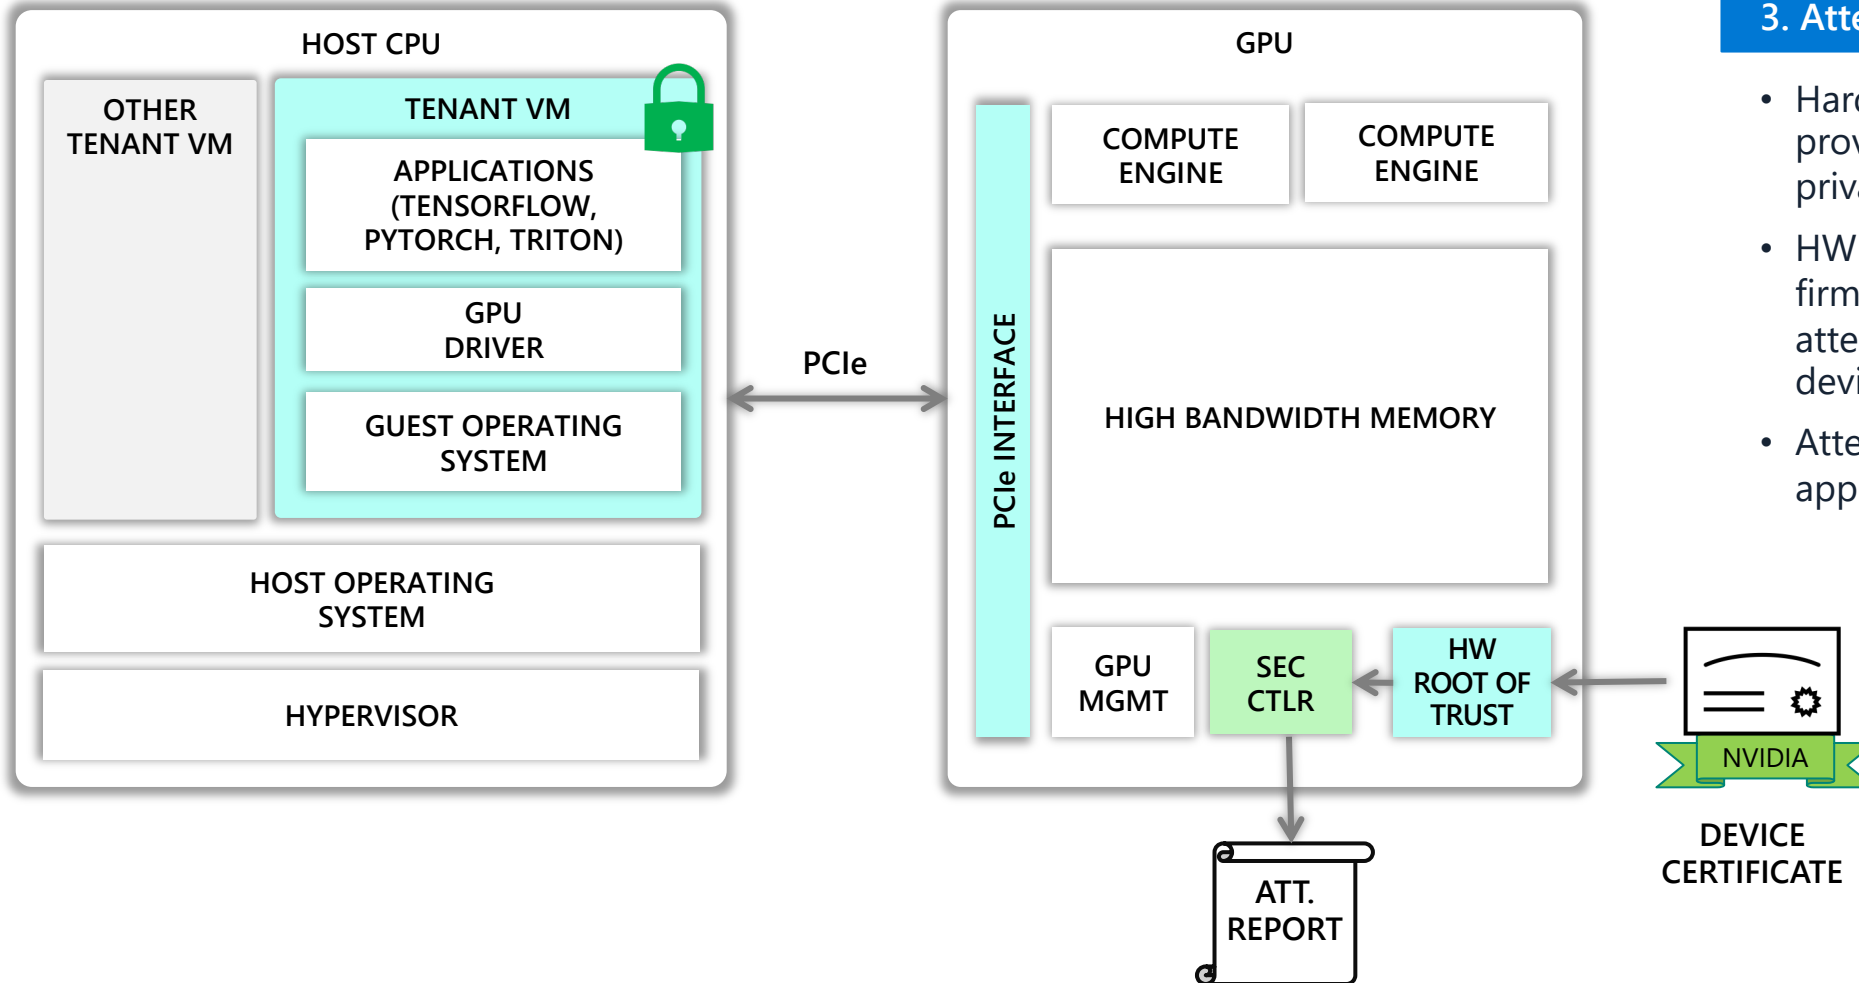 HOST CPU
OTHER
TENANT VM
TENANT VM
APPLICATIONS
(TENSORFLOW,
PYTORCH, TRITON)
GPU
DRIVER
GUEST OPERATING
SYSTEM
HOST OPERATING
SYSTEM
HYPERVISOR
PCIe
GPU
PCIe INTERFACE
COMPUTE
ENGINE
COMPUTE
ENGINE
HIGH BANDWIDTH MEMORY
GPU
MGMT
SEC
CTLR
HW
ROOT OF
TRUST
ATT.
REPORT
NVIDIA
DEVICE
CERTIFICATE
3.
• 
• HW
•